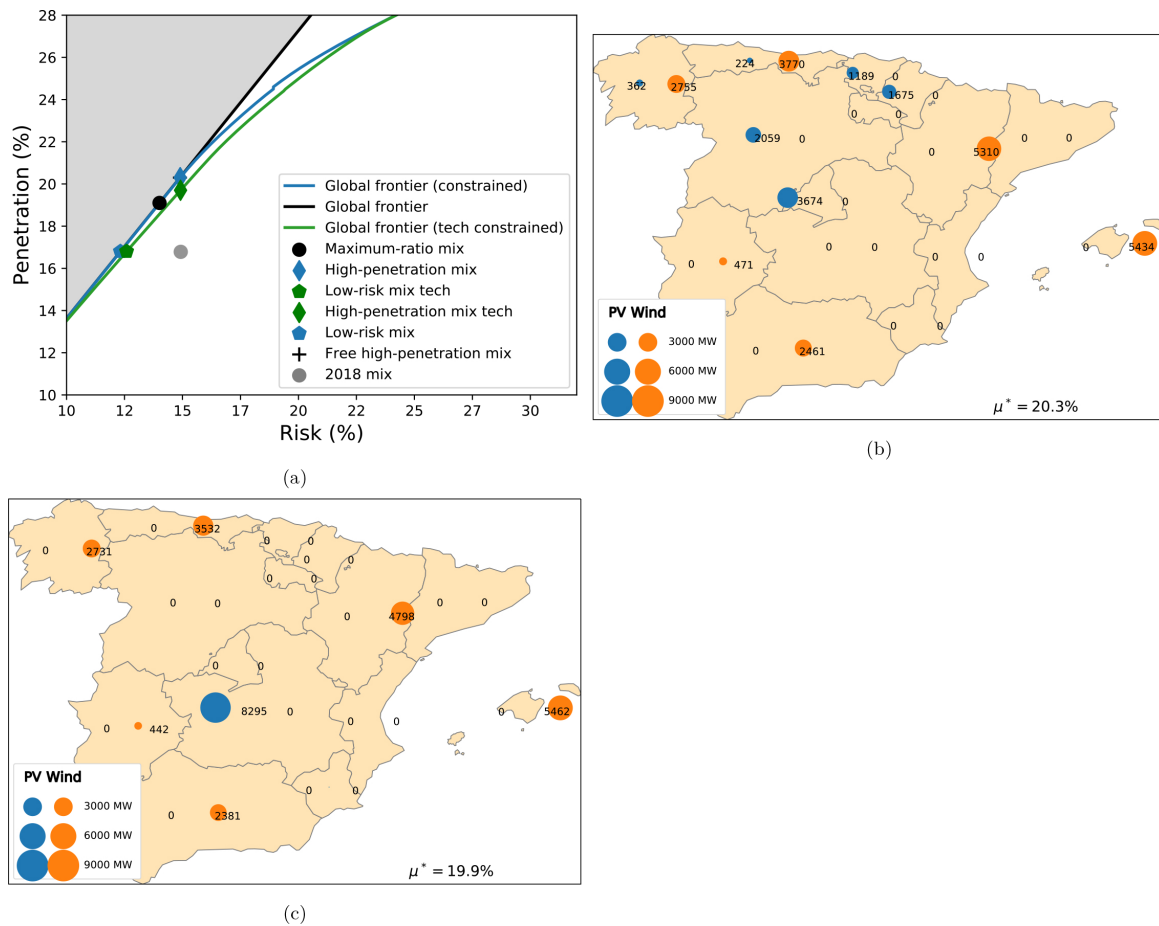 28
26
24
22
20
18
16
14
12
10
Penetration (%)
10 12 15 17 20 22 25 27 30
Risk (%)
Global frontier (constrained)
Global frontier
Global frontier (tech constrained)
Maximum-ratio mix
High-penetration mix
Low-risk mix tech
High-penetration mix tech
Low-risk mix
Free high-penetration mix
2018 mix
(a)
224 3770 1189 0
362 2755 1675 0
0 0
2059 0 0 5310 0 0
3674 0
0 0 0 0 0 5434
0 471
0 0
0 2461
PV Wind
3000 MW
6000 MW
9000 MW
μ* = 20.3%
(b)
0 3532 0 0
0 2731 0 0
0 0
0 0 0 4798 0 0
0 0
8295 0 0 0 0 5462
0 442
0 0
0 2381
PV Wind
3000 MW
6000 MW
9000 MW
μ* = 19.9%
(c)